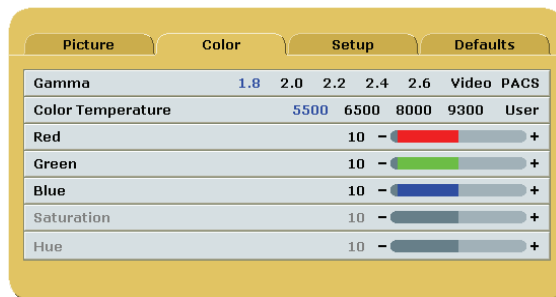 Picture Color Setup Defaults
Gamma 1.8 2.0 2.2 2.4 2.6 Video PACS
Color Temperature 5500 6500 8000 9300 User
Red 10 - +
Green 10 - +
Blue 10 - +
Saturation 10 - +
Hue 10 - +